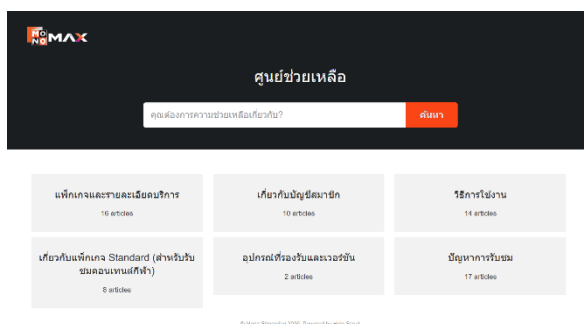 MONO MAX
ศูนย์ช่วยเหลือ
คุณต้องการความช่วยเหลือเกี่ยวกับ?
ค้นหา
แพ็กเกจและรายละเอียดบริการ
16 articles
เกี่ยวกับบัญชีสมาชิก
10 articles
วิธีการใช้งาน
14 articles
เกี่ยวกับแพ็กเกจ Standard (สำหรับรับ
ชมคอนเทนต์กีฬา)
8 articles
อุปกรณ์ที่รองรับและเวอร์ชัน
2 articles
ปัญหาการรับชม
17 articles